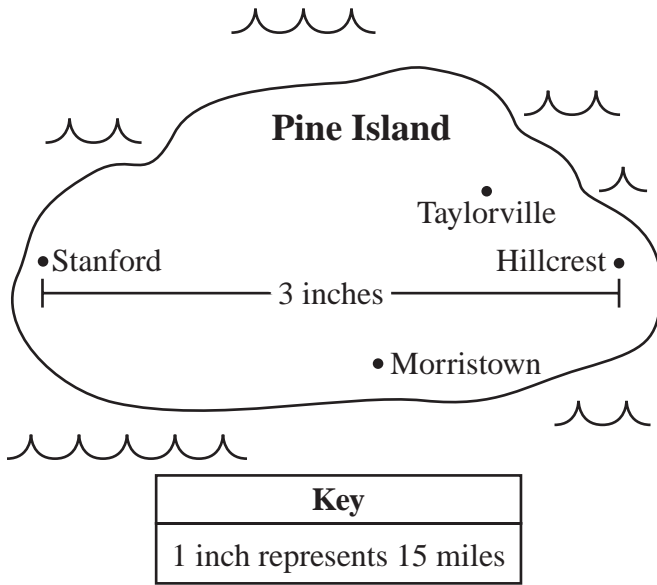 Pine Island
Taylorville
Stanford
Hillcrest
3 inches
Morristown
Key
1 inch represents 15 miles